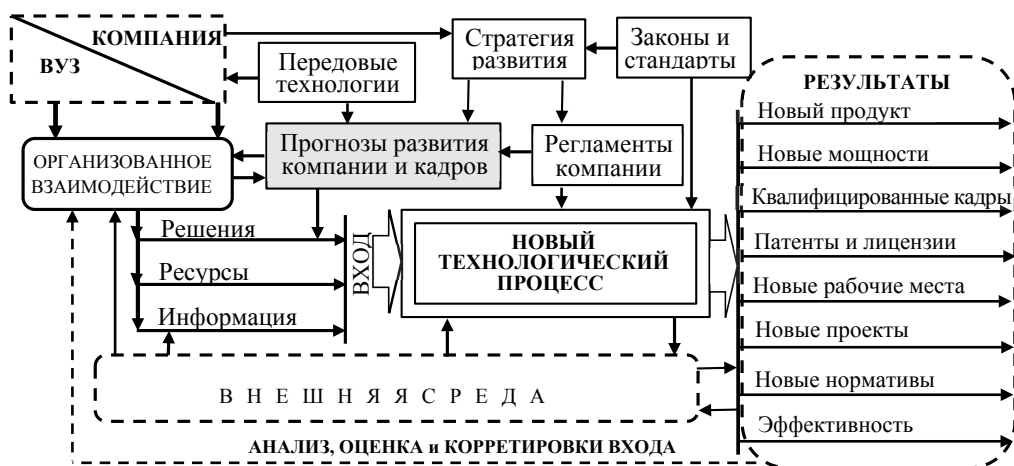 КОМПАНИЯ
ВУЗ
Передовые
технологии
Стратегия
развития
Законы и
стандарты
ОРГАНИЗОВАННОЕ
ВЗАИМОДЕЙСТВИЕ
Прогнозы развития
компании и кадров
Регламенты
компании
Решения
Ресурсы
Информация
ВХОД
НОВЫЙ
ТЕХНОЛОГИЧЕСКИЙ
ПРОЦЕСС
РЕЗУЛЬТАТЫ
Новый продукт
Новые мощности
Квалифицированные кадры
Патенты и лицензии
Новые рабочие места
Новые проекты
Новые нормативы
Эффективность
В Н Е Ш Н Я Я С Р Е Д А
АНАЛИЗ, ОЦЕНКА и КОРРЕТИРОВКИ ВХОДА